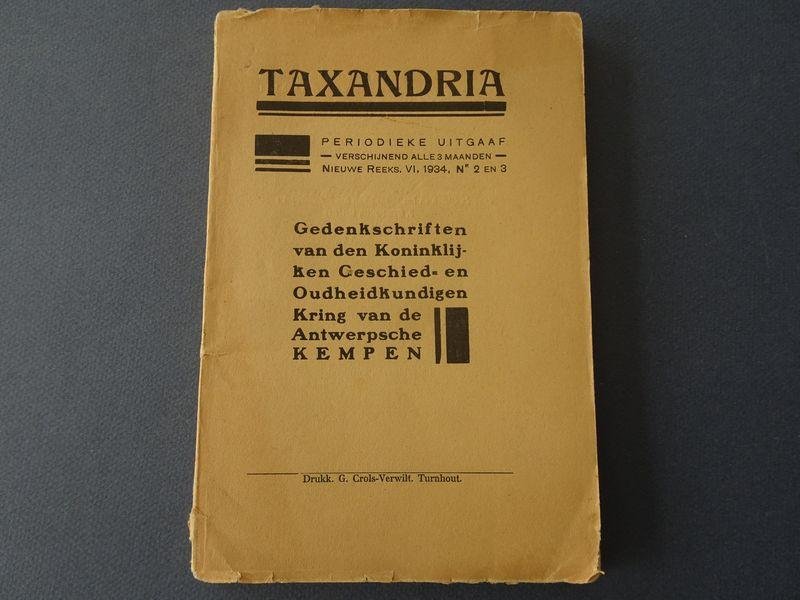 TAXANDRIA
PERIODIEKE UITGAAF
— VERSCHIJNEND ALLE 3 MAANDEN —
NIEUWE REEKS. VI, 1934, Nr 2 EN 3
Gedenkschriften
van den Koninklij-
ken Geschied- en
Oudheidkundigen
Kring van de
Antwerpsche
KEMPEN
Drukk. G. Crols-Verwilt. Turnhout.